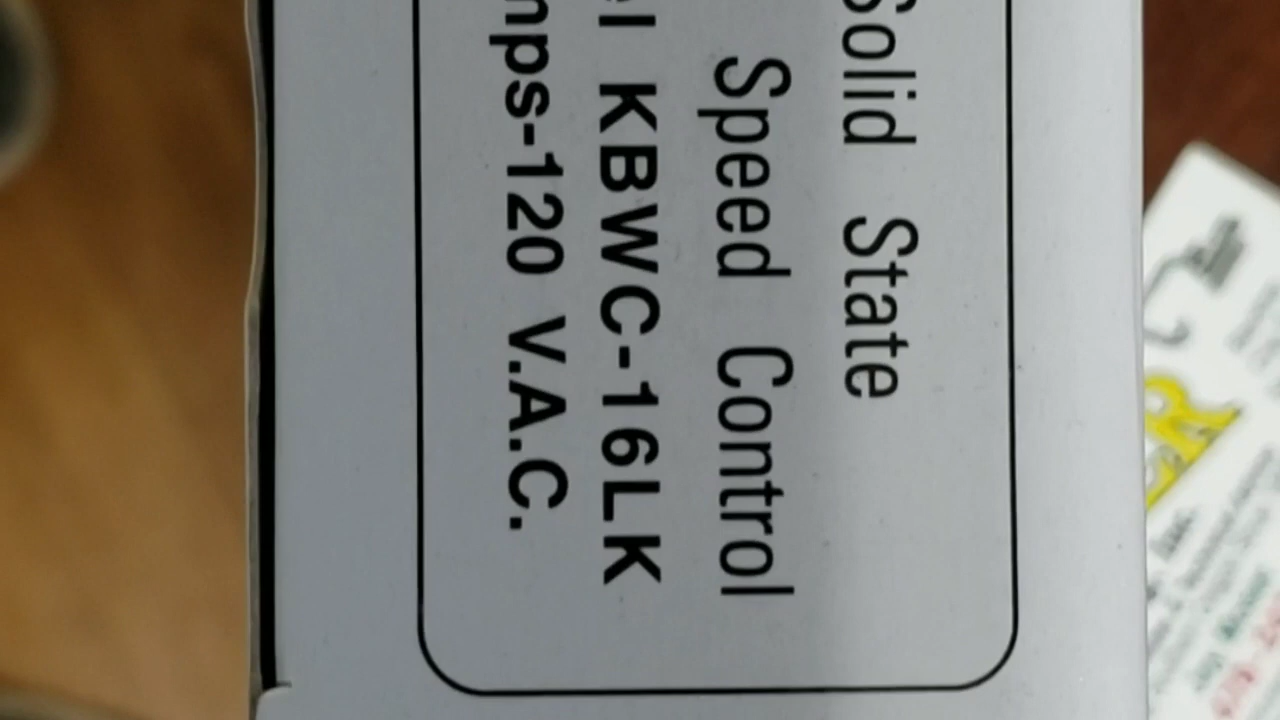 Solid State
Speed Control
KBWC-16LK
mps-120 V.A.C.